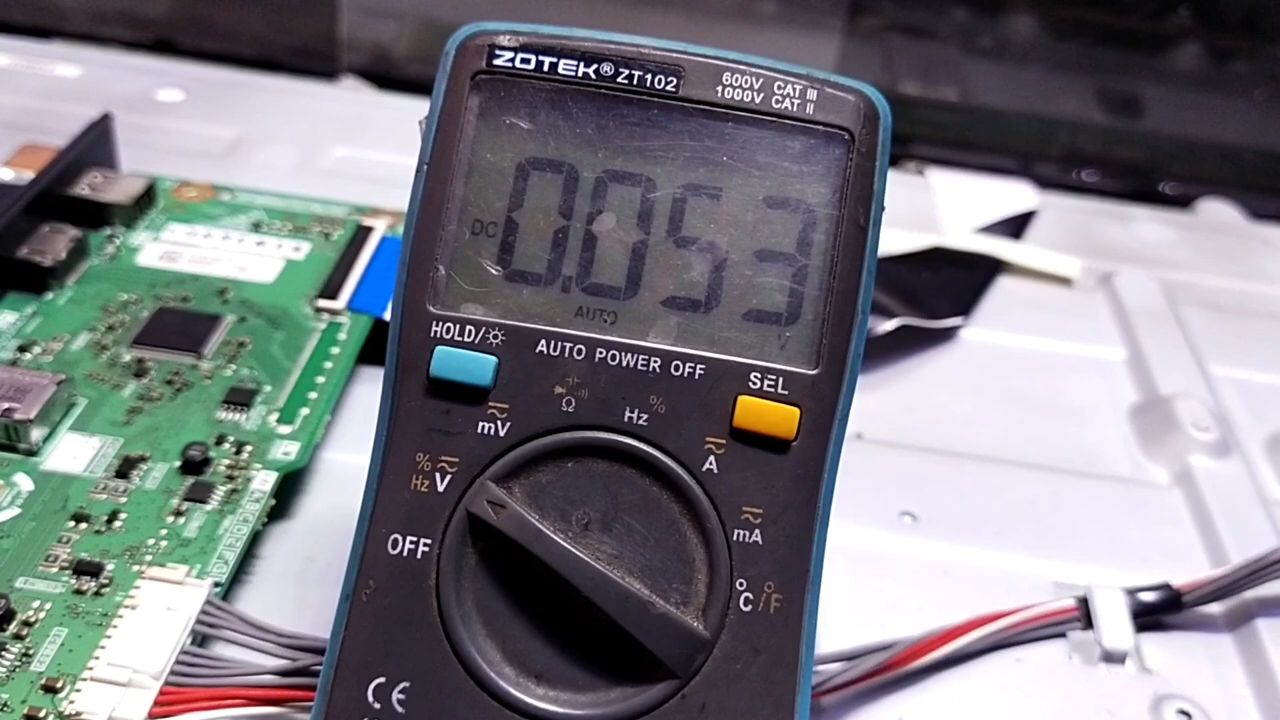 ZOTEK® ZT102
600V CAT III
1000V CAT II
DC
0.053
AUTO
V
HOLD/
AUTO POWER OFF
SEL
mV
Ω
Hz %
A
% Hz V
mA
OFF
°C/°F
CE